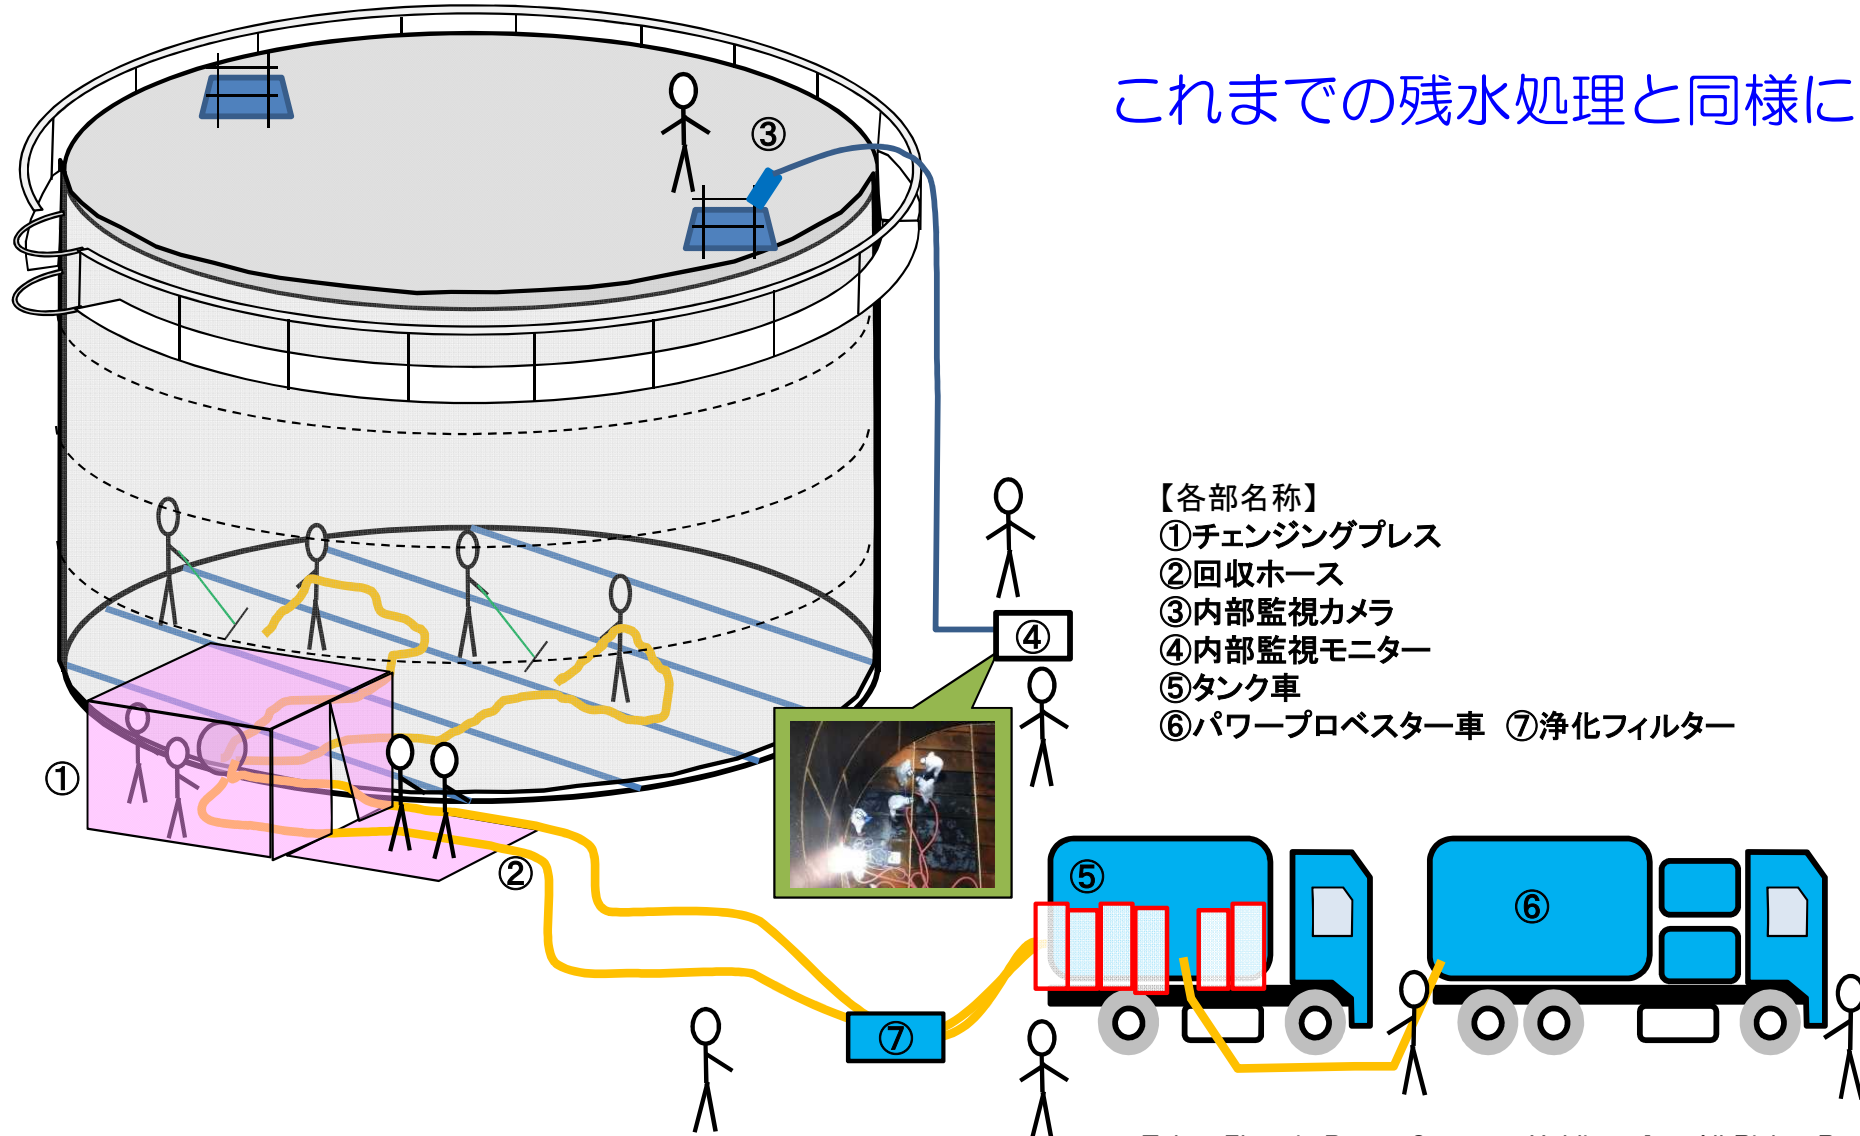 これまでの残水処理と同様に
③
【各部名称】
①チェンジングプレス
②回収ホース
③内部監視カメラ
④内部監視モニター
⑤タンク車
⑥パワープロベスター車 ⑦浄化フィルター
④
①
②
⑤
⑥
⑦